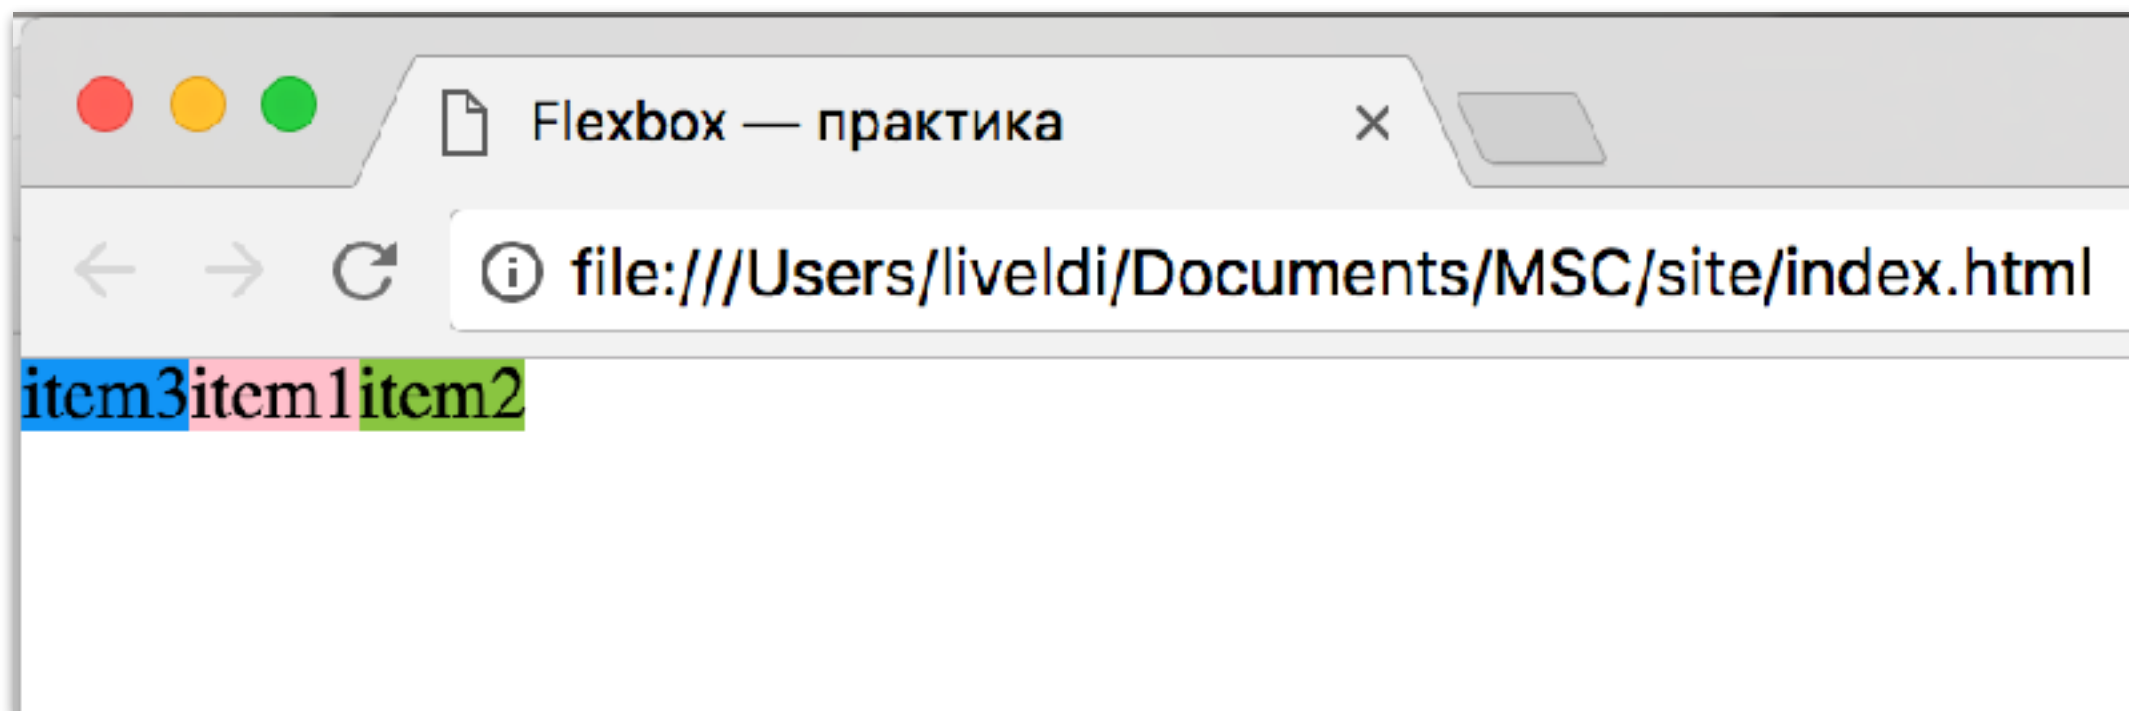 Flexbox — практика
file:///Users/liveldi/Documents/MSC/site/index.html
item3item1item2